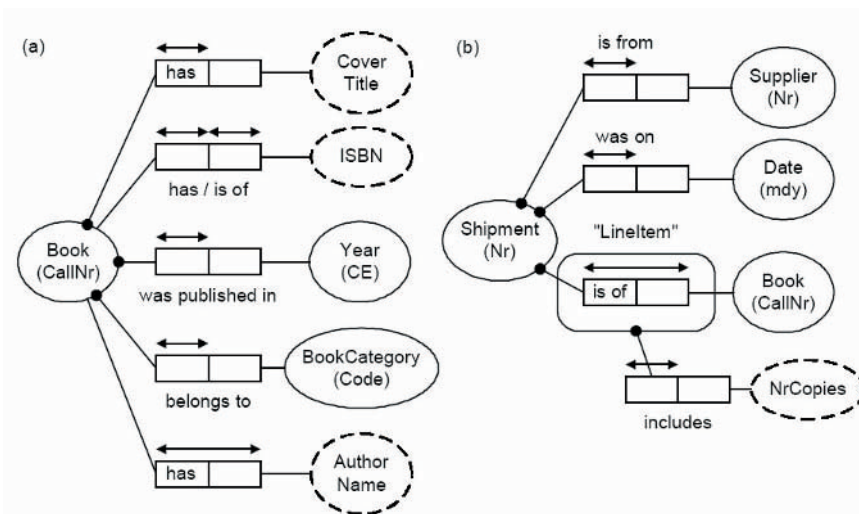 (a)
has
Cover
Title
ISBN
has / is of
Book
(CallNr)
Year
(CE)
was published in
BookCategory
(Code)
belongs to
has
Author
Name
(b)
is from
Supplier
(Nr)
was on
Date
(mdy)
Shipment
(Nr)
"LineItem"
is of
Book
(CallNr)
NrCopies
includes